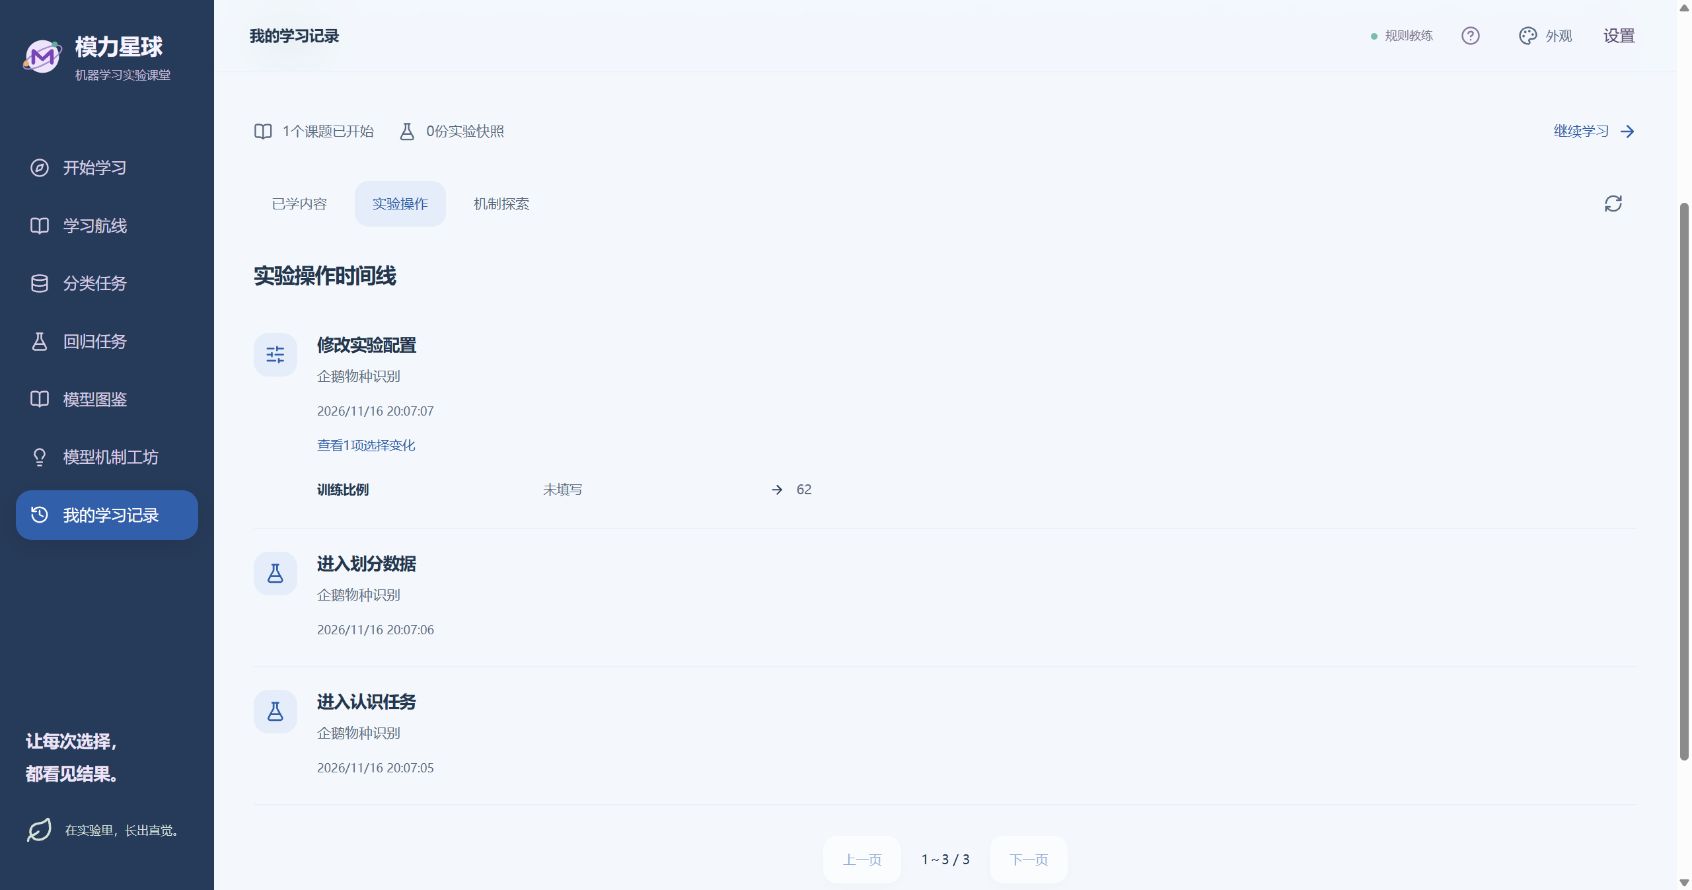 模力星球
机器学习实验课堂
开始学习
学习航线
分类任务
回归任务
模型图鉴
模型机制工坊
我的学习记录
让每次选择，
都看见结果。
在实验里，长出直觉。
我的学习记录
规则教练
外观
设置
1个课题已开始
0份实验快照
继续学习
已学内容
实验操作
机制探索
实验操作时间线
修改实验配置
企鹅物种识别
2026/11/16 20:07:07
查看1项选择变化
训练比例 未填写 → 62
进入划分数据
企鹅物种识别
2026/11/16 20:07:06
进入认识任务
企鹅物种识别
2026/11/16 20:07:05
上一页 1~3 / 3 下一页